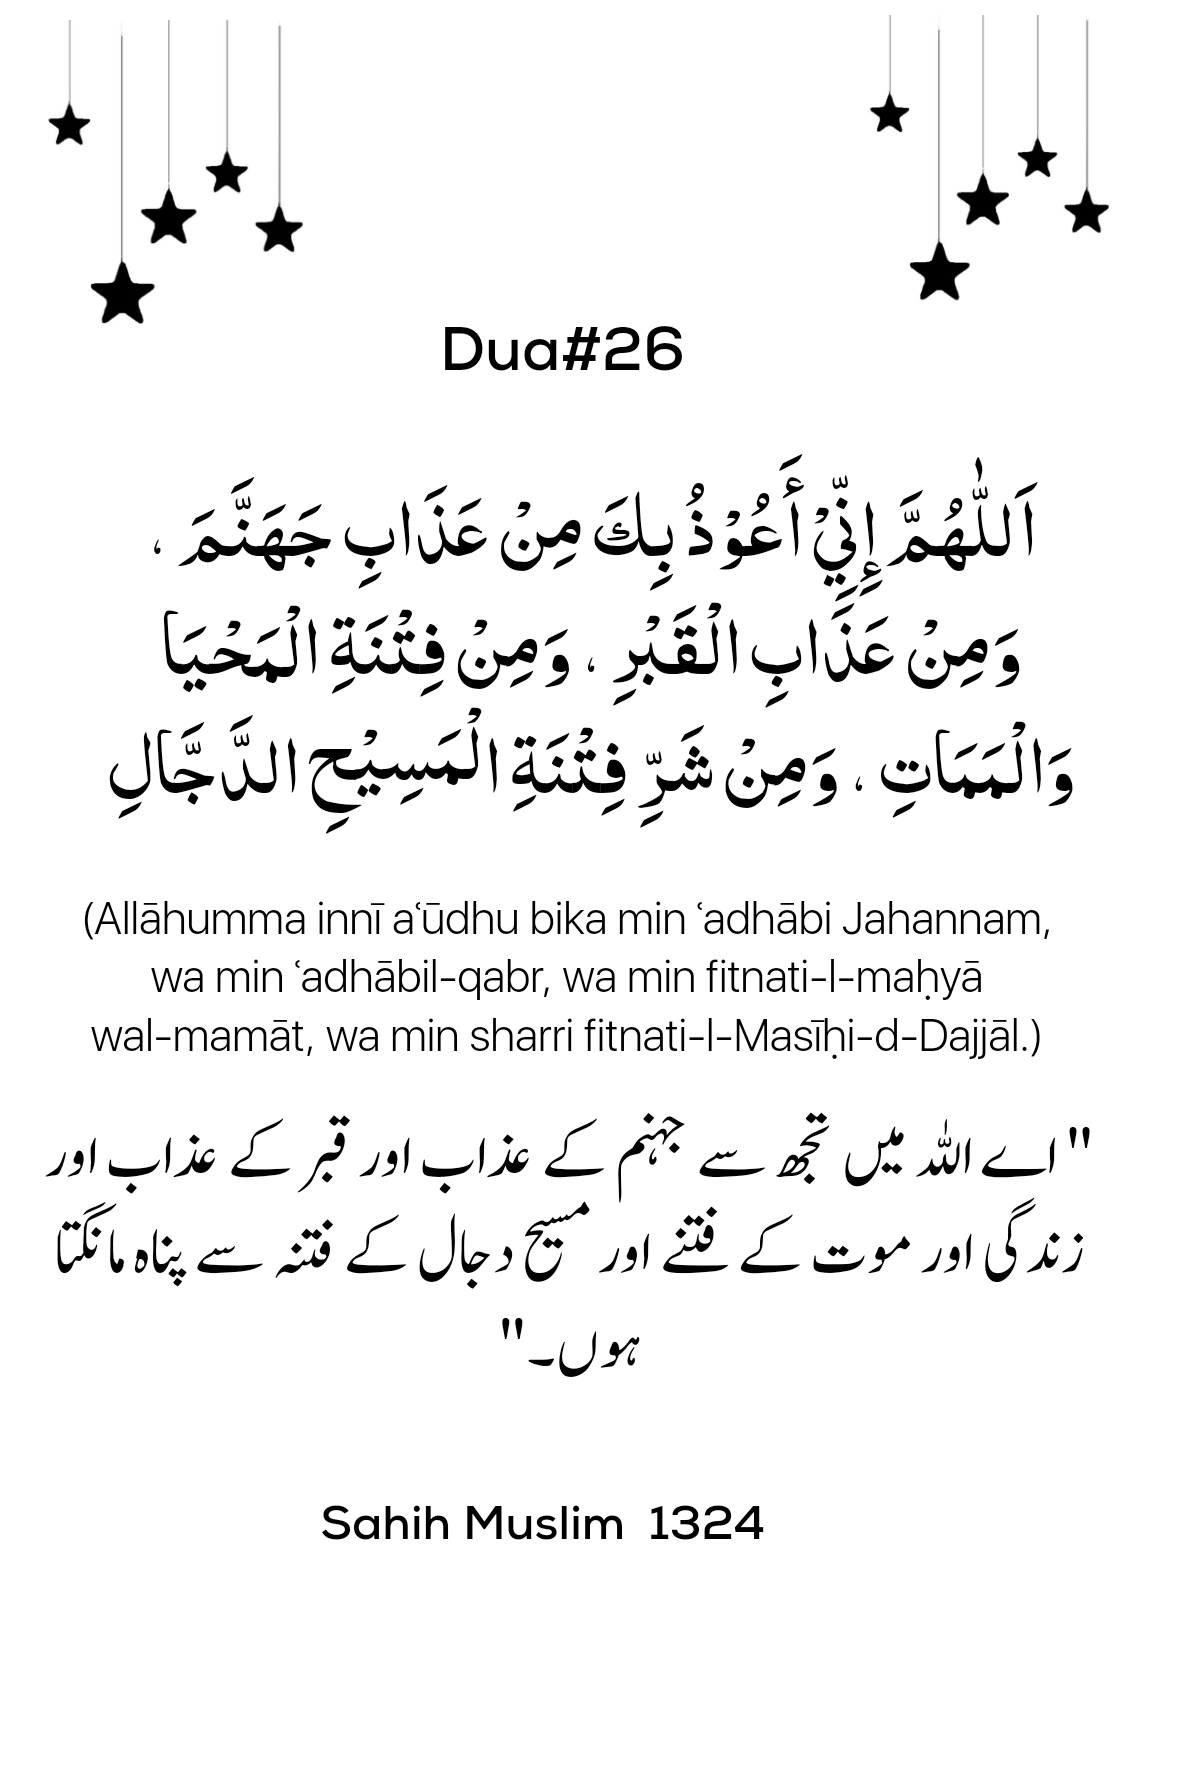 Dua#26
اَللّٰهُمَّ إِنِّيْ أَعُوْذُ بِكَ مِنْ عَذَابِ جَهَنَّمَ ،
وَمِنْ عَذَابِ الْقَبْرِ ، وَمِنْ فِتْنَةِ الْمَحْيَا
وَالْمَمَاتِ ، وَمِنْ شَرِّ فِتْنَةِ الْمَسِيْحِ الدَّجَّالِ
(Allāhumma innī aʿūdhu bika min ʿadhābi Jahannam,
wa min ʿadhābil-qabr, wa min fitnati-l-maḥyā
wal-mamāt, wa min sharri fitnati-l-Masīḥi-d-Dajjāl.)
"اے اللہ میں تجھ سے جہنم کے عذاب اور قبر کے عذاب اور
زندگی اور موت کے فتنے اور مسیح دجال کے فتنہ سے پناہ مانگتا
ہوں۔"
Sahih Muslim 1324